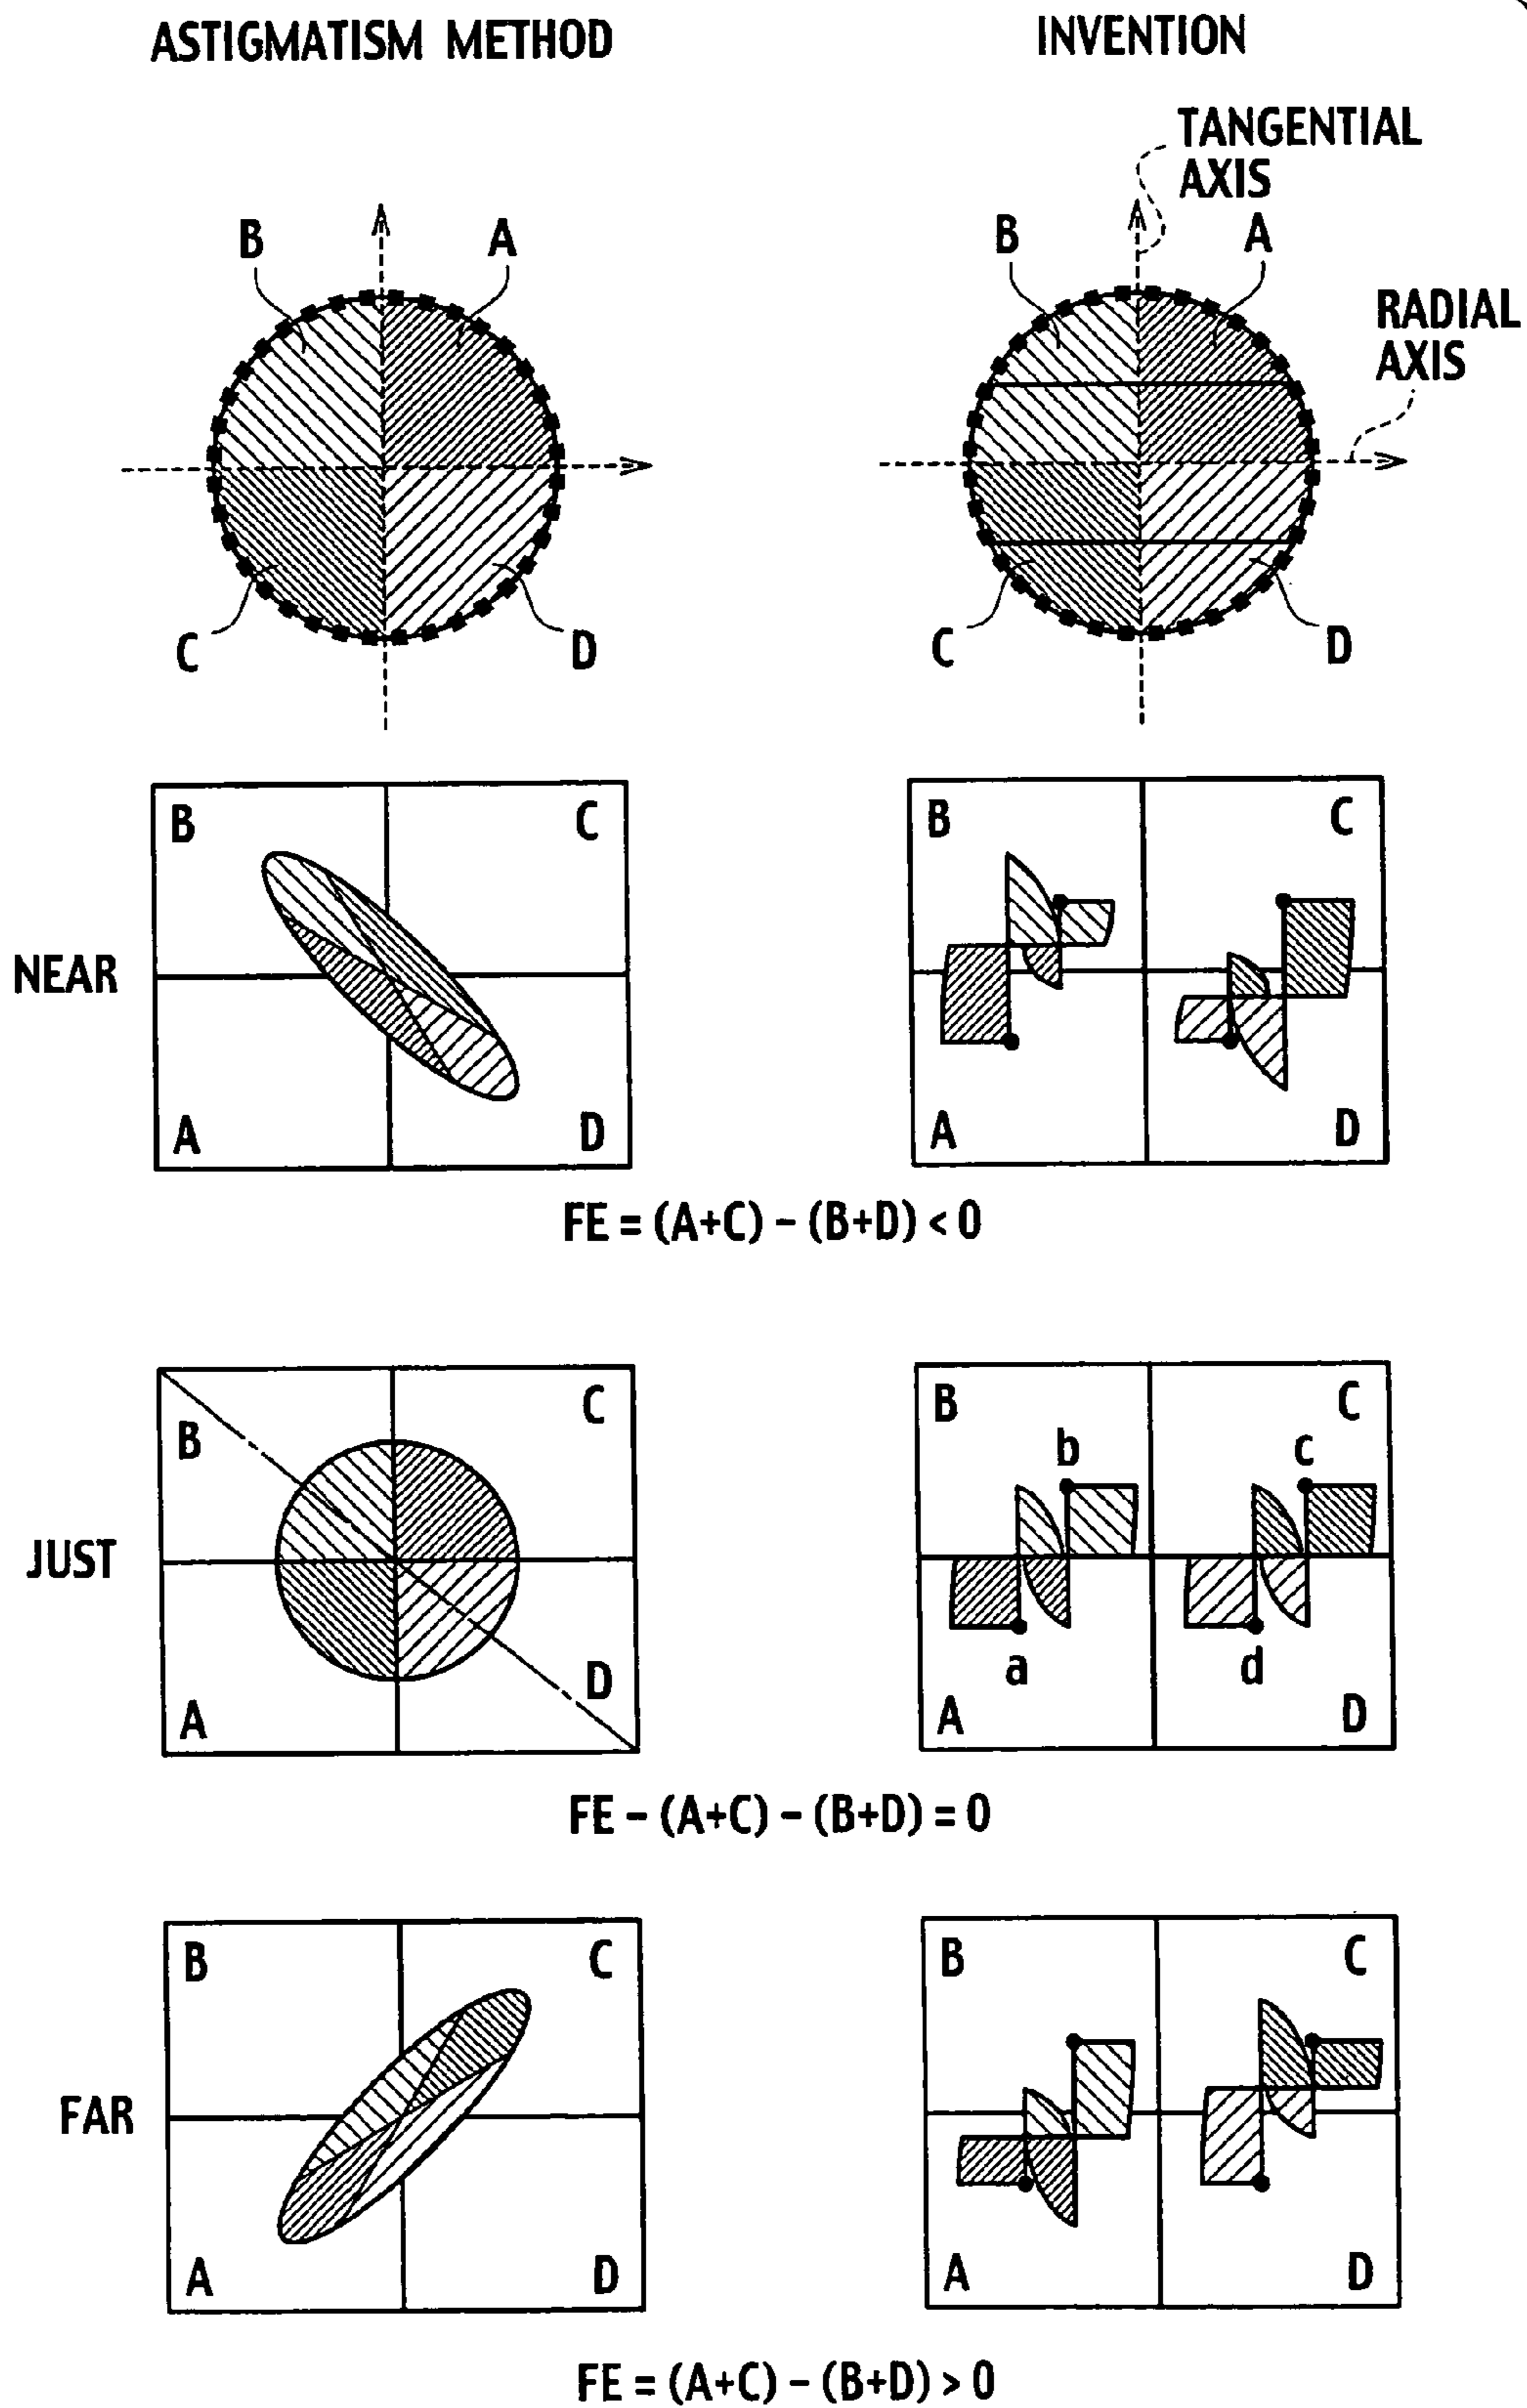 ASTIGMATISM METHOD
INVENTION
TANGENTIAL
AXIS
B
A
B
A
RADIAL
AXIS
C
D
C
D
B
C
B
C
NEAR
A
D
A
D
FE = (A+C) – (B+D) < 0
B
C
B
C
b
c
JUST
a
d
A
D
A
D
FE – (A+C) – (B+D) = 0
B
C
B
C
FAR
A
D
A
D
FE = (A+C) – (B+D) > 0